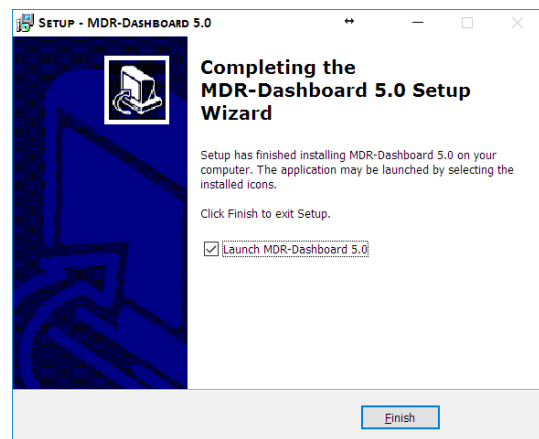 SETUP - MDR-DASHBOARD 5.0
Completing the
MDR-Dashboard 5.0 Setup
Wizard
Setup has finished installing MDR-Dashboard 5.0 on your
computer. The application may be launched by selecting the
installed icons.
Click Finish to exit Setup.
Launch MDR-Dashboard 5.0
Finish